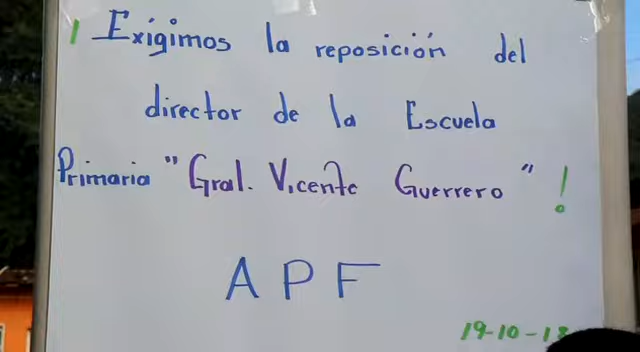 ¡Exigimos la reposición del
director de la Escuela
Primaria "Gral. Vicente Guerrero"!
APF
19-10-18